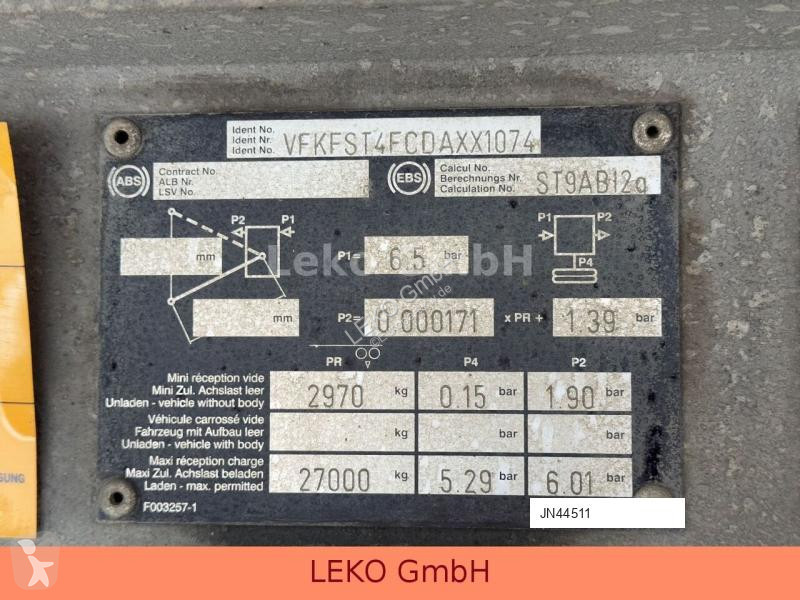 Ident No.
Ident Nr.
Ident No.
VFKFST4FCDAXX1074
ABS
Contract No.
ALB Nr.
LSV No.
EBS
Calcul No.
Berechnungs Nr.
Calculation No.
ST9AB12a
P2 P1
P1 P2
P4
mm
P1= 6.5 bar
mm
P2= 0.000171 x PR + 1.39 bar
PR P4 P2
Mini réception vide
Mini Zul. Achslast leer
Unladen - vehicle without body
2970 kg 0.15 bar 1.90 bar
Véhicule carrossé vide
Fahrzeug mit Aufbau leer
Unladen - vehicle with body
kg bar bar
Maxi réception charge
Maxi Zul. Achslast beladen
Laden - max. permitted
27000 kg 5.29 bar 6.01 bar
F003257-1
GUNG
JN44511
Leko GmbH
LEKO GmbH
LEKO GmbH